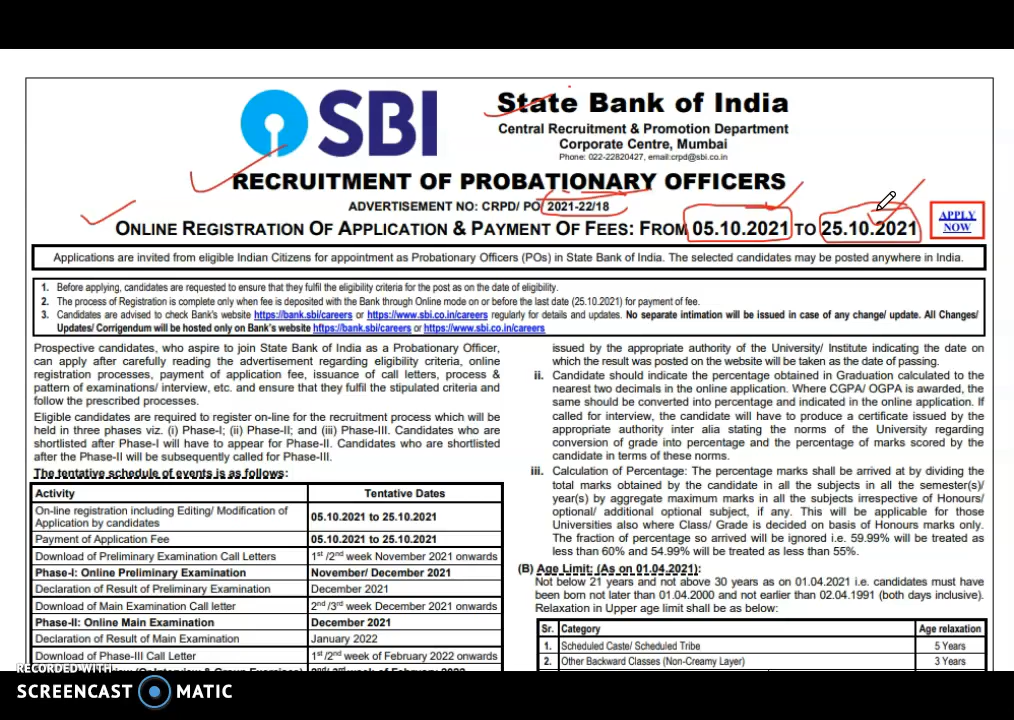 SBI
State Bank of India
Central Recruitment & Promotion Department
Corporate Centre, Mumbai
Phone: 022-22820427, email:crpd@sbi.co.in
RECRUITMENT OF PROBATIONARY OFFICERS
ADVERTISEMENT NO: CRPD/ PO/ 2021-22/18
ONLINE REGISTRATION OF APPLICATION & PAYMENT OF FEES: FROM 05.10.2021 TO 25.10.2021
APPLY
NOW
Applications are invited from eligible Indian Citizens for appointment as Probationary Officers (POs) in State Bank of India. The selected candidates may be posted anywhere in India.
1. Before applying, candidates are requested to ensure that they fulfil the eligibility criteria for the post as on the date of eligibility.
2. The process of Registration is complete only when fee is deposited with the Bank through Online mode on or before the last date (25.10.2021) for payment of fee.
3. Candidates are advised to check Bank's website https://bank.sbi/careers or https://www.sbi.co.in/careers regularly for details and updates. No separate intimation will be issued in case of any change/ update. All Changes/
Updates/ Corrigendum will be hosted only on Bank's website https://bank.sbi/careers or https://www.sbi.co.in/careers
Prospective candidates, who aspire to join State Bank of India as a Probationary Officer,
can apply after carefully reading the advertisement regarding eligibility criteria, online
registration processes, payment of application fee, issuance of call letters, process &
pattern of examinations/ interview, etc. and ensure that they fulfil the stipulated criteria and
follow the prescribed processes.
Eligible candidates are required to register on-line for the recruitment process which will be
held in three phases viz. (i) Phase-I; (ii) Phase-II; and (iii) Phase-III. Candidates who are
shortlisted after Phase-I will have to appear for Phase-II. Candidates who are shortlisted
after the Phase-II will be subsequently called for Phase-III.
The tentative schedule of events is as follows:
Activity Tentative Dates
On-line registration including Editing/ Modification of
Application by candidates 05.10.2021 to 25.10.2021
Payment of Application Fee 05.10.2021 to 25.10.2021
Download of Preliminary Examination Call Letters 1st /2nd week November 2021 onwards
Phase-I: Online Preliminary Examination November/ December 2021
Declaration of Result of Preliminary Examination December 2021
Download of Main Examination Call letter 2nd /3rd week December 2021 onwards
Phase-II: Online Main Examination December 2021
Declaration of Result of Main Examination January 2022
Download of Phase-III Call Letter 1st /2nd week of February 2022 onwards
issued by the appropriate authority of the University/ Institute indicating the date on
which the result was posted on the website will be taken as the date of passing.
ii. Candidate should indicate the percentage obtained in Graduation calculated to the
nearest two decimals in the online application. Where CGPA/ OGPA is awarded, the
same should be converted into percentage and indicated in the online application. If
called for interview, the candidate will have to produce a certificate issued by the
appropriate authority inter alia stating the norms of the University regarding
conversion of grade into percentage and the percentage of marks scored by the
candidate in terms of these norms.
iii. Calculation of Percentage: The percentage marks shall be arrived at by dividing the
total marks obtained by the candidate in all the subjects in all the semester(s)/
year(s) by aggregate maximum marks in all the subjects irrespective of Honours/
optional/ additional optional subject, if any. This will be applicable for those
Universities also where Class/ Grade is decided on basis of Honours marks only.
The fraction of percentage so arrived will be ignored i.e. 59.99% will be treated as
less than 60% and 54.99% will be treated as less than 55%.
(B) Age Limit: (As on 01.04.2021):
Not below 21 years and not above 30 years as on 01.04.2021 i.e. candidates must have
been born not later than 01.04.2000 and not earlier than 02.04.1991 (both days inclusive).
Relaxation in Upper age limit shall be as below:
Sr. Category Age relaxation
1. Scheduled Caste/ Scheduled Tribe 5 Years
2. Other Backward Classes (Non-Creamy Layer) 3 Years
RECORDED WITH
SCREENCAST MATIC